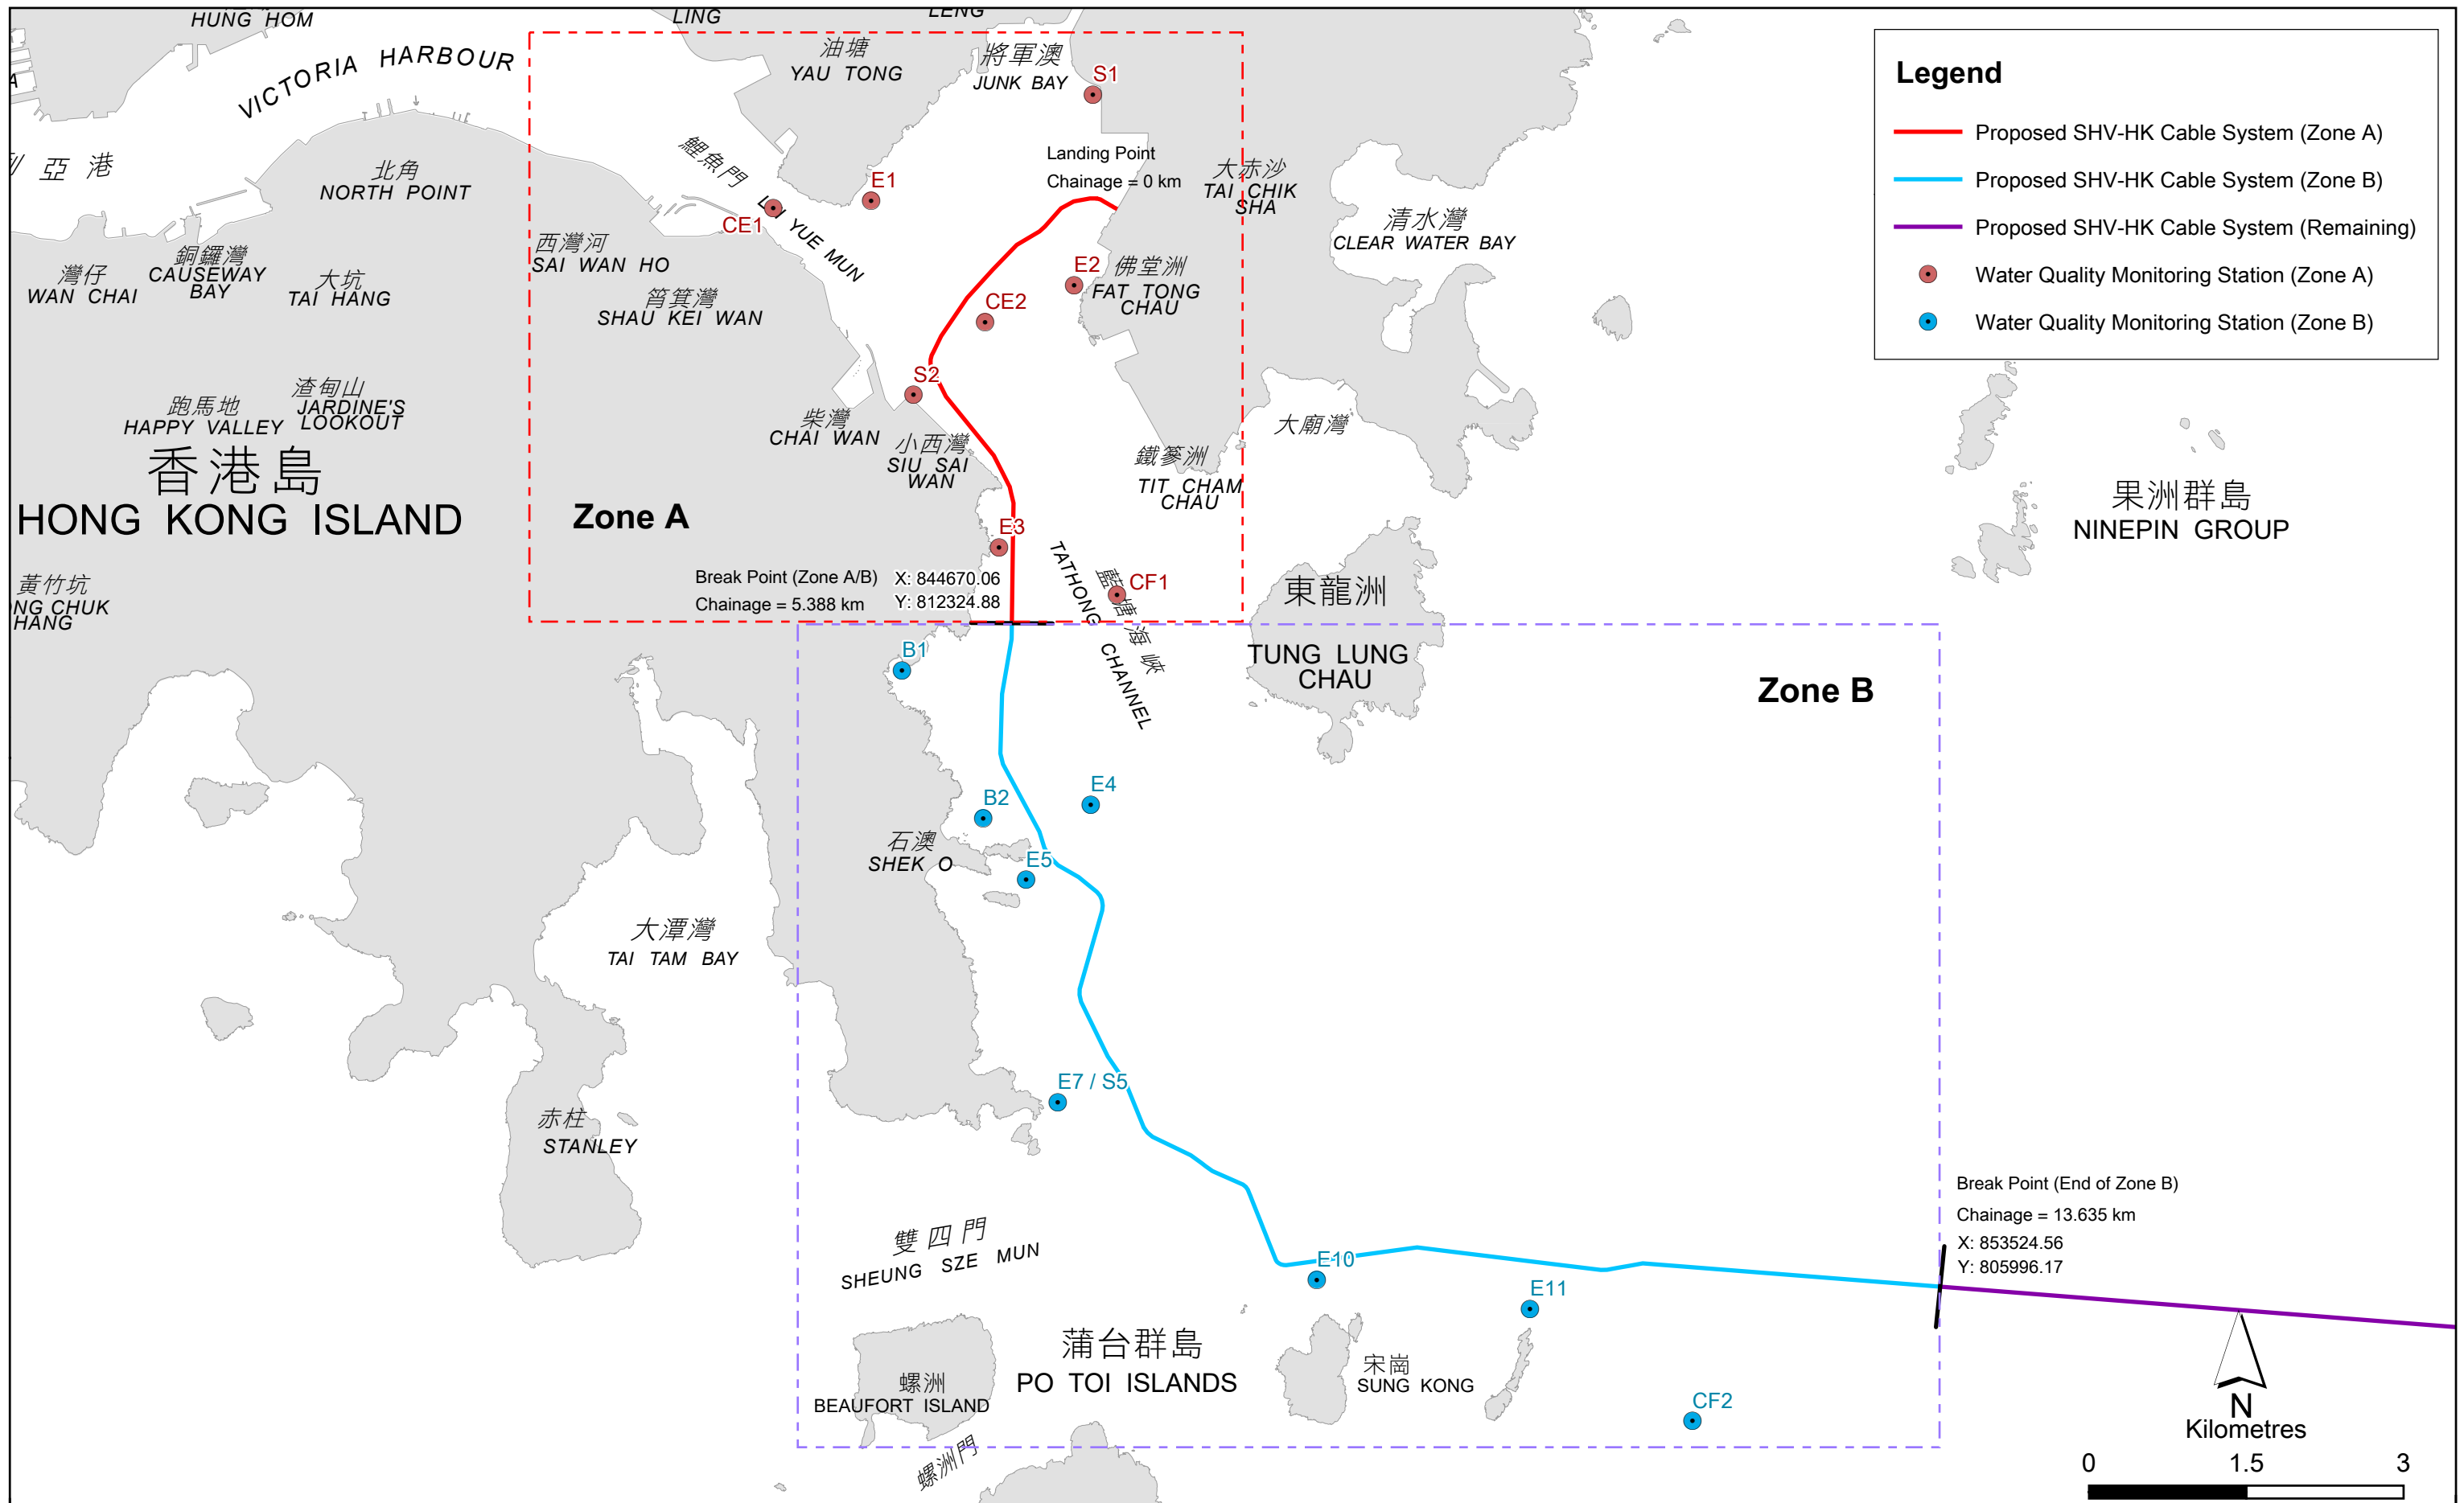 HUNG HOM
LING
LENG
VICTORIA HARBOUR
油塘
YAU TONG
將軍澳
JUNK BAY
S1
Legend
Proposed SHV-HK Cable System (Zone A)
Proposed SHV-HK Cable System (Zone B)
Proposed SHV-HK Cable System (Remaining)
Water Quality Monitoring Station (Zone A)
Water Quality Monitoring Station (Zone B)
A
亞 港
北角
NORTH POINT
鯉魚門
LEI YUE MUN
E1
CE1
Landing Point
Chainage = 0 km
大赤沙
TAI CHIK
SHA
清水灣
CLEAR WATER BAY
灣仔
WAN CHAI
銅鑼灣
CAUSEWAY
BAY
大坑
TAI HANG
西灣河
SAI WAN HO
筲箕灣
SHAU KEI WAN
E2
佛堂洲
FAT TONG
CHAU
CE2
S2
渣甸山
JARDINE'S
LOOKOUT
跑馬地
HAPPY VALLEY
柴灣
CHAI WAN
小西灣
SIU SAI
WAN
大廟灣
鐵篸洲
TIT CHAM
CHAU
香港島
HONG KONG ISLAND
Zone A
果洲群島
NINEPIN GROUP
E3
Break Point (Zone A/B)
Chainage = 5.388 km
X: 844670.06
Y: 812324.88
CF1
藍塘海峽
TATHONG CHANNEL
東龍洲
TUNG LUNG
CHAU
黃竹坑
NG CHUK
HANG
Zone B
B1
B2
E4
石澳
SHEK O
E5
大潭灣
TAI TAM BAY
E7 / S5
赤柱
STANLEY
雙四門
SHEUNG SZE MUN
E10
E11
Break Point (End of Zone B)
Chainage = 13.635 km
X: 853524.56
Y: 805996.17
蒲台群島
PO TOI ISLANDS
螺洲
BEAUFORT ISLAND
宋崗
SUNG KONG
CF2
螺洲門
N
Kilometres
0 1.5 3